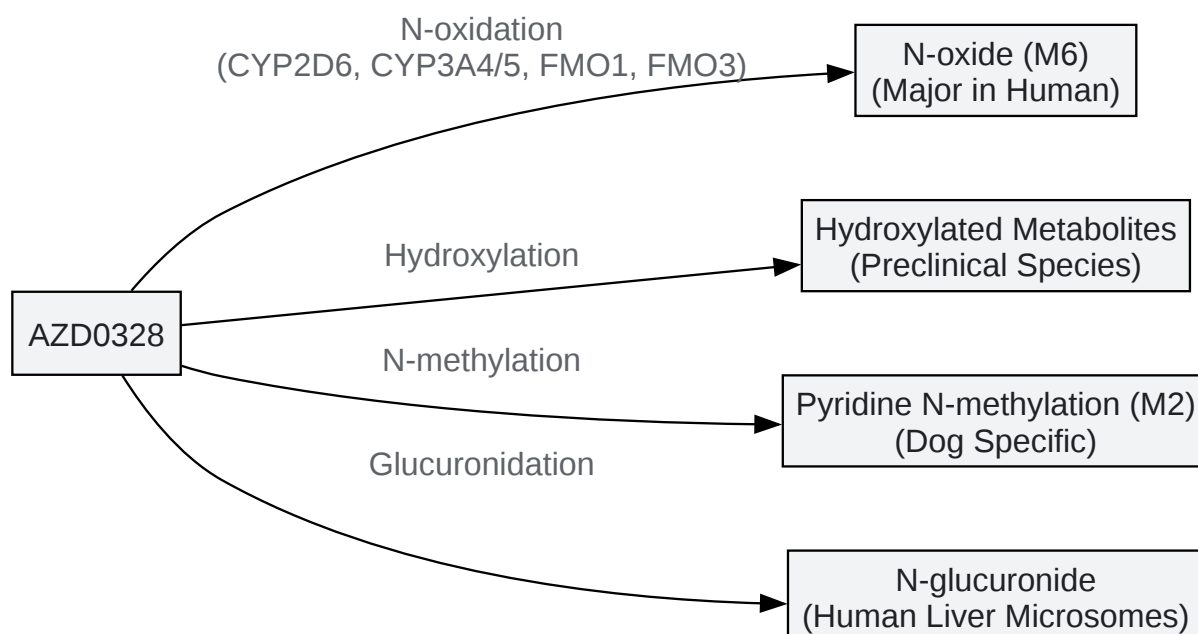 N-oxidation
(CYP2D6, CYP3A4/5, FMO1, FMO3)
N-oxide (M6)
(Major in Human)
Hydroxylation
Hydroxylated Metabolites
(Preclinical Species)
AZD0328
N-methylation
Pyridine N-methylation (M2)
(Dog Specific)
Glucuronidation
N-glucuronide
(Human Liver Microsomes)